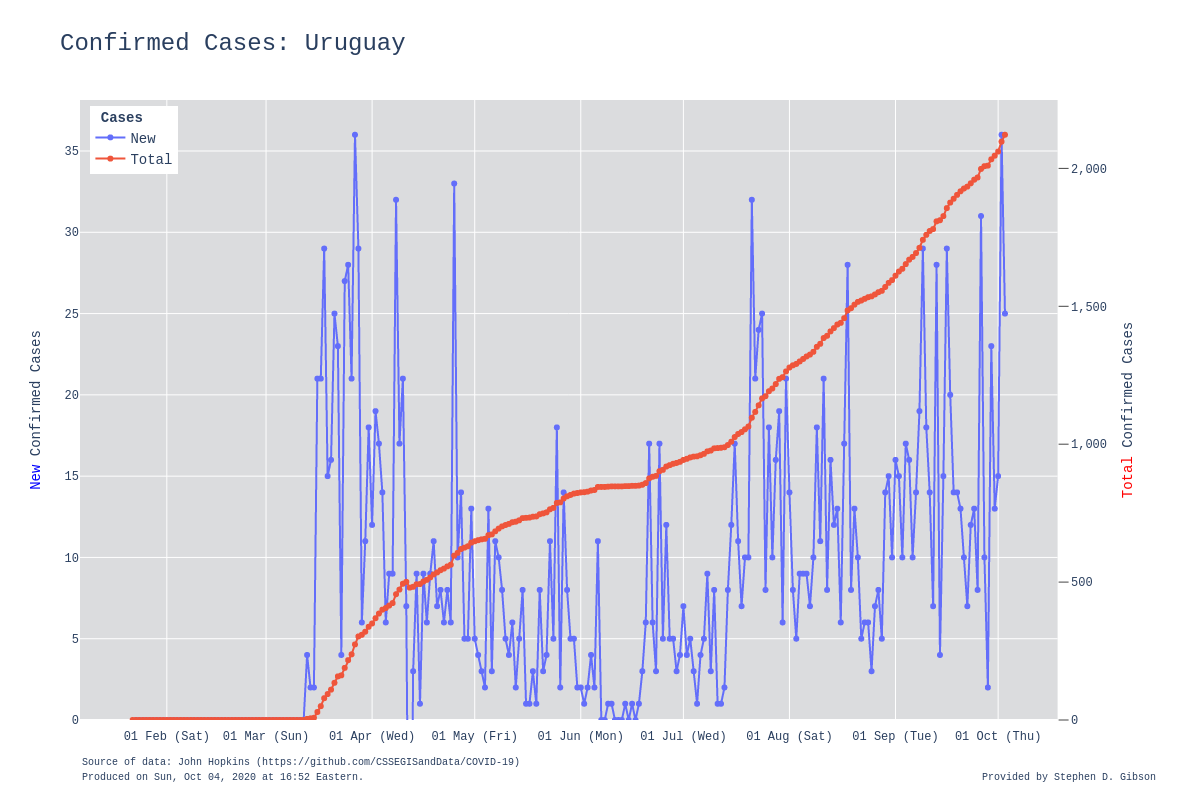 Confirmed Cases: Uruguay
Cases
New
Total
35
30
25
20
15
10
5
0
2,000
1,500
1,000
500
0
New Confirmed Cases
Total Confirmed Cases
01 Feb (Sat) 01 Mar (Sun) 01 Apr (Wed) 01 May (Fri) 01 Jun (Mon) 01 Jul (Wed) 01 Aug (Sat) 01 Sep (Tue) 01 Oct (Thu)
Source of data: John Hopkins (https://github.com/CSSEGISandData/COVID-19)
Produced on Sun, Oct 04, 2020 at 16:52 Eastern.
Provided by Stephen D. Gibson